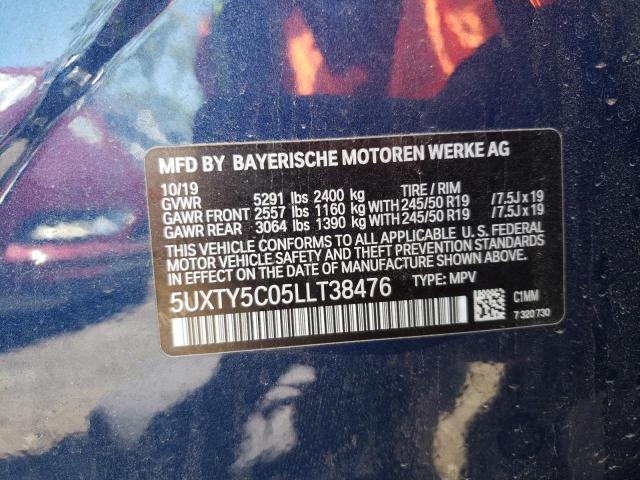 MFD BY BAYERISCHE MOTOREN WERKE AG
10/19 TIRE / RIM
GVWR 5291 lbs 2400 kg
GAWR FRONT 2557 lbs 1160 kg WITH 245/50 R19 /7.5J x 19
GAWR REAR 3064 lbs 1390 kg WITH 245/50 R19 /7.5J x 19
THIS VEHICLE CONFORMS TO ALL APPLICABLE U. S. FEDERAL
MOTOR VEHICLE SAFETY AND THEFT PREVENTION STANDARDS
IN EFFECT ON THE DATE OF MANUFACTURE SHOWN ABOVE.
5UXTY5C05LLT38476 TYPE: MPV
C1MM
7 320 730